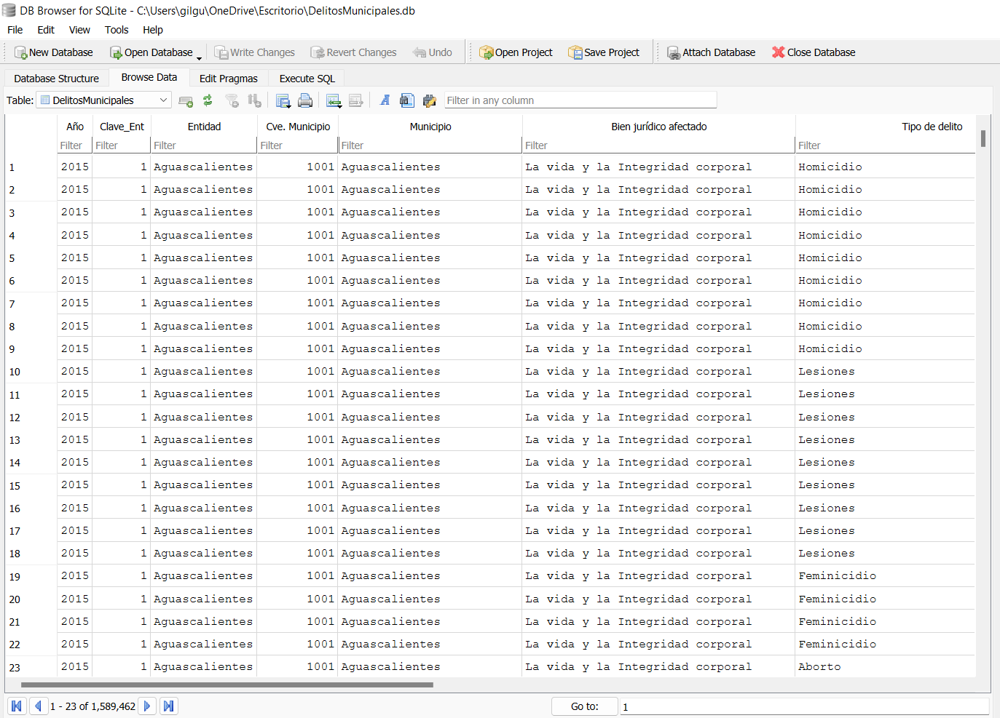 DB Browser for SQLite - C:\Users\gilgu\OneDrive\Escritorio\DelitosMunicipales.db
File Edit View Tools Help
New Database Open Database Write Changes Revert Changes Undo Open Project Save Project Attach Database Close Database
Database Structure Browse Data Edit Pragmas Execute SQL
Table: DelitosMunicipales Filter in any column
Año Clave_Ent Entidad Cve. Municipio Municipio Bien jurídico afectado Tipo de delito
Filter Filter Filter Filter Filter Filter Filter
1 2015 1 Aguascalientes 1001 Aguascalientes La vida y la Integridad corporal Homicidio
2 2015 1 Aguascalientes 1001 Aguascalientes La vida y la Integridad corporal Homicidio
3 2015 1 Aguascalientes 1001 Aguascalientes La vida y la Integridad corporal Homicidio
4 2015 1 Aguascalientes 1001 Aguascalientes La vida y la Integridad corporal Homicidio
5 2015 1 Aguascalientes 1001 Aguascalientes La vida y la Integridad corporal Homicidio
6 2015 1 Aguascalientes 1001 Aguascalientes La vida y la Integridad corporal Homicidio
7 2015 1 Aguascalientes 1001 Aguascalientes La vida y la Integridad corporal Homicidio
8 2015 1 Aguascalientes 1001 Aguascalientes La vida y la Integridad corporal Homicidio
9 2015 1 Aguascalientes 1001 Aguascalientes La vida y la Integridad corporal Homicidio
10 2015 1 Aguascalientes 1001 Aguascalientes La vida y la Integridad corporal Lesiones
11 2015 1 Aguascalientes 1001 Aguascalientes La vida y la Integridad corporal Lesiones
12 2015 1 Aguascalientes 1001 Aguascalientes La vida y la Integridad corporal Lesiones
13 2015 1 Aguascalientes 1001 Aguascalientes La vida y la Integridad corporal Lesiones
14 2015 1 Aguascalientes 1001 Aguascalientes La vida y la Integridad corporal Lesiones
15 2015 1 Aguascalientes 1001 Aguascalientes La vida y la Integridad corporal Lesiones
16 2015 1 Aguascalientes 1001 Aguascalientes La vida y la Integridad corporal Lesiones
17 2015 1 Aguascalientes 1001 Aguascalientes La vida y la Integridad corporal Lesiones
18 2015 1 Aguascalientes 1001 Aguascalientes La vida y la Integridad corporal Lesiones
19 2015 1 Aguascalientes 1001 Aguascalientes La vida y la Integridad corporal Feminicidio
20 2015 1 Aguascalientes 1001 Aguascalientes La vida y la Integridad corporal Feminicidio
21 2015 1 Aguascalientes 1001 Aguascalientes La vida y la Integridad corporal Feminicidio
22 2015 1 Aguascalientes 1001 Aguascalientes La vida y la Integridad corporal Feminicidio
23 2015 1 Aguascalientes 1001 Aguascalientes La vida y la Integridad corporal Aborto
1 - 23 of 1,589,462 Go to: 1